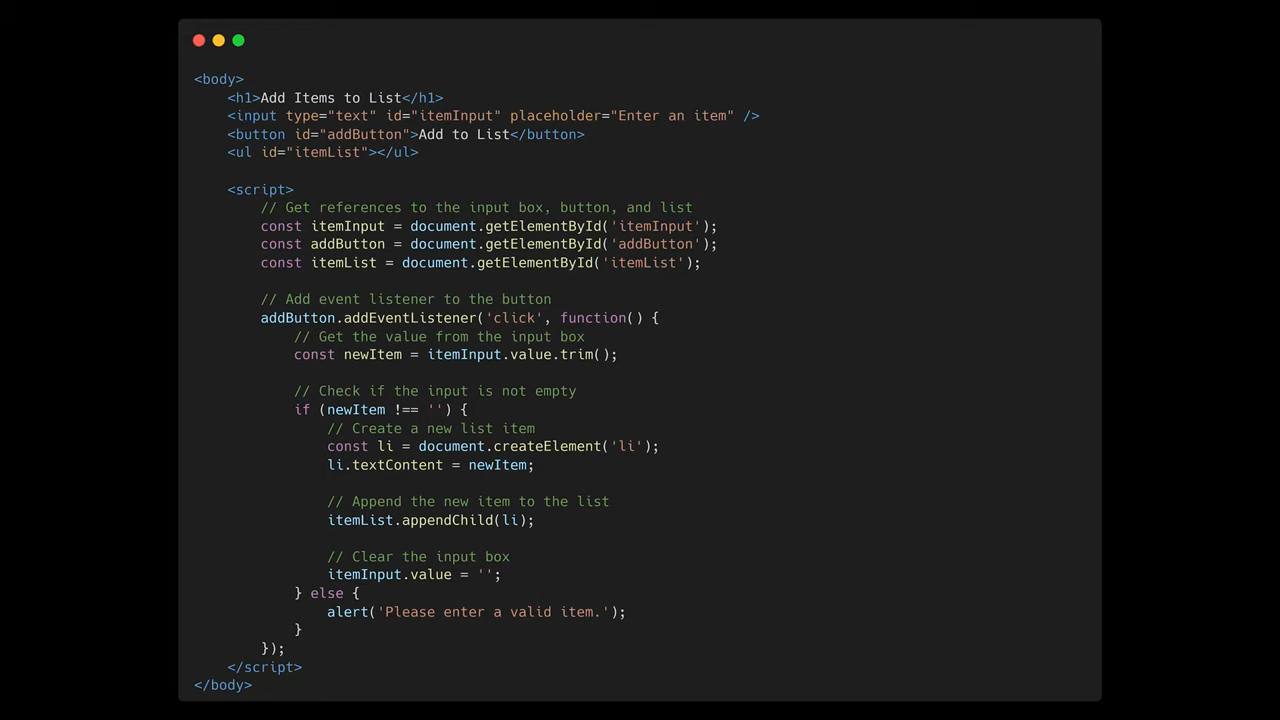 <body>
    <h1>Add Items to List</h1>
    <input type="text" id="itemInput" placeholder="Enter an item" />
    <button id="addButton">Add to List</button>
    <ul id="itemList"></ul>

    <script>
        // Get references to the input box, button, and list
        const itemInput = document.getElementById('itemInput');
        const addButton = document.getElementById('addButton');
        const itemList = document.getElementById('itemList');

        // Add event listener to the button
        addButton.addEventListener('click', function() {
            // Get the value from the input box
            const newItem = itemInput.value.trim();

            // Check if the input is not empty
            if (newItem !== '') {
                // Create a new list item
                const li = document.createElement('li');
                li.textContent = newItem;

                // Append the new item to the list
                itemList.appendChild(li);

                // Clear the input box
                itemInput.value = '';
            } else {
                alert('Please enter a valid item.');
            }
        });
    </script>
</body>